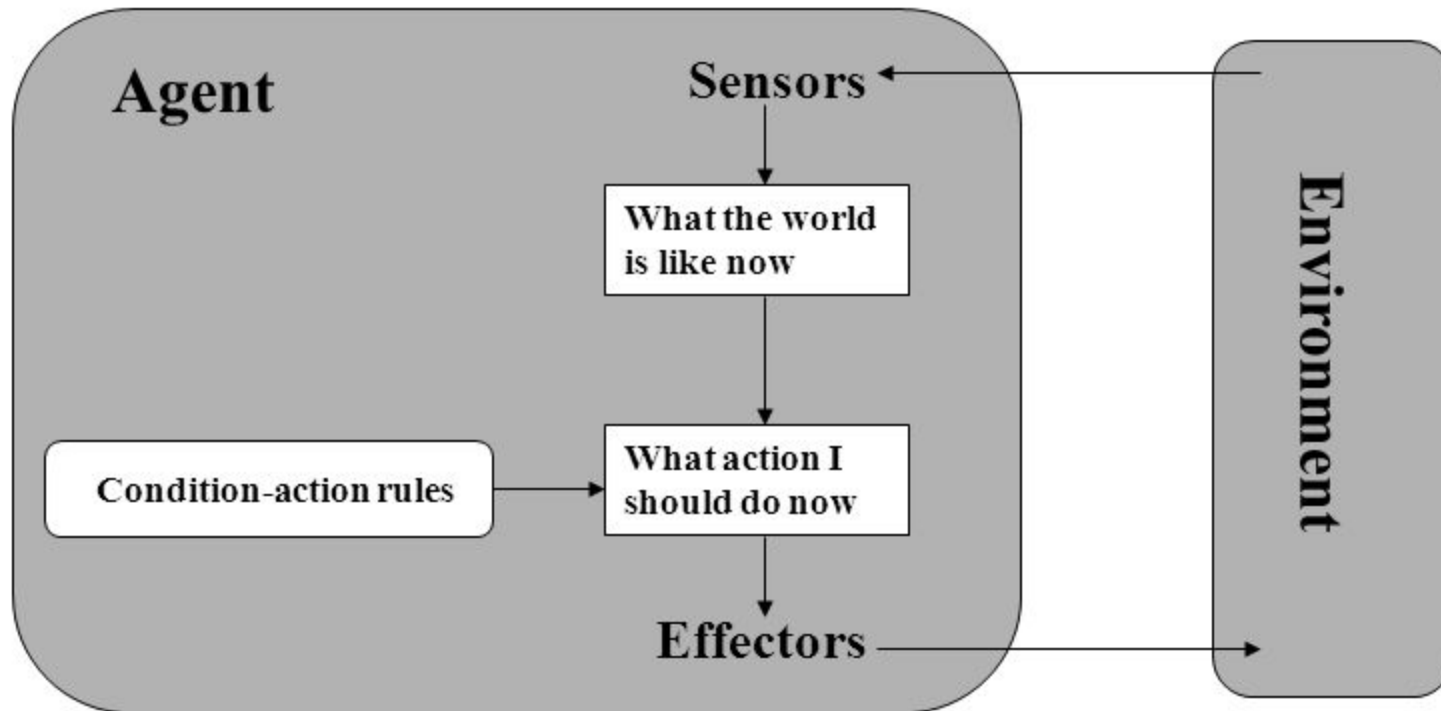 Agent
Sensors
What the world
is like now
Condition-action rules
What action I
should do now
Effectors
Environment